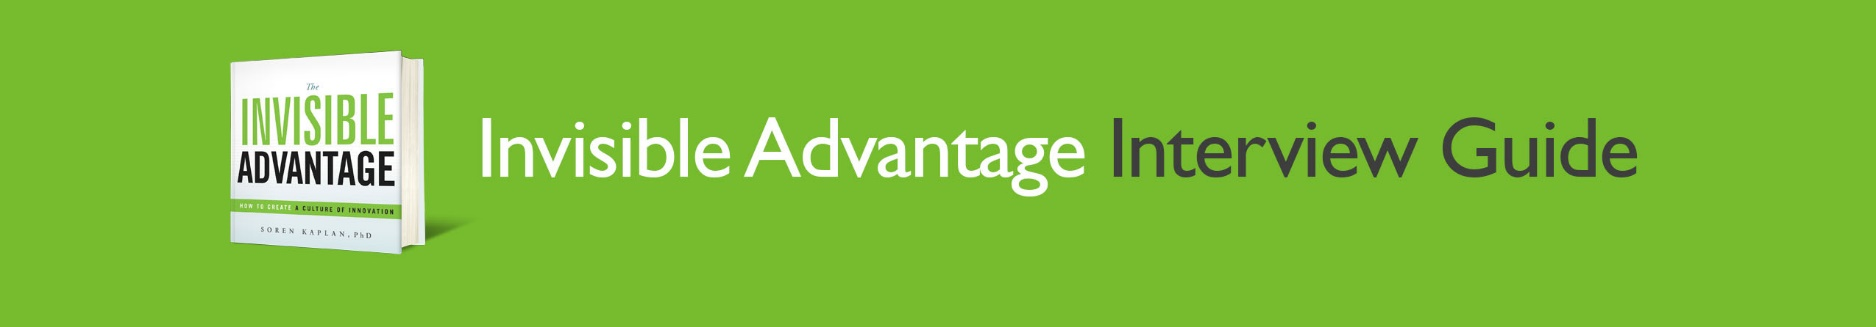 The
INVISIBLE
ADVANTAGE
HOW TO CREATE A CULTURE OF INNOVATION
SOREN KAPLAN, PhD
Invisible Advantage Interview Guide